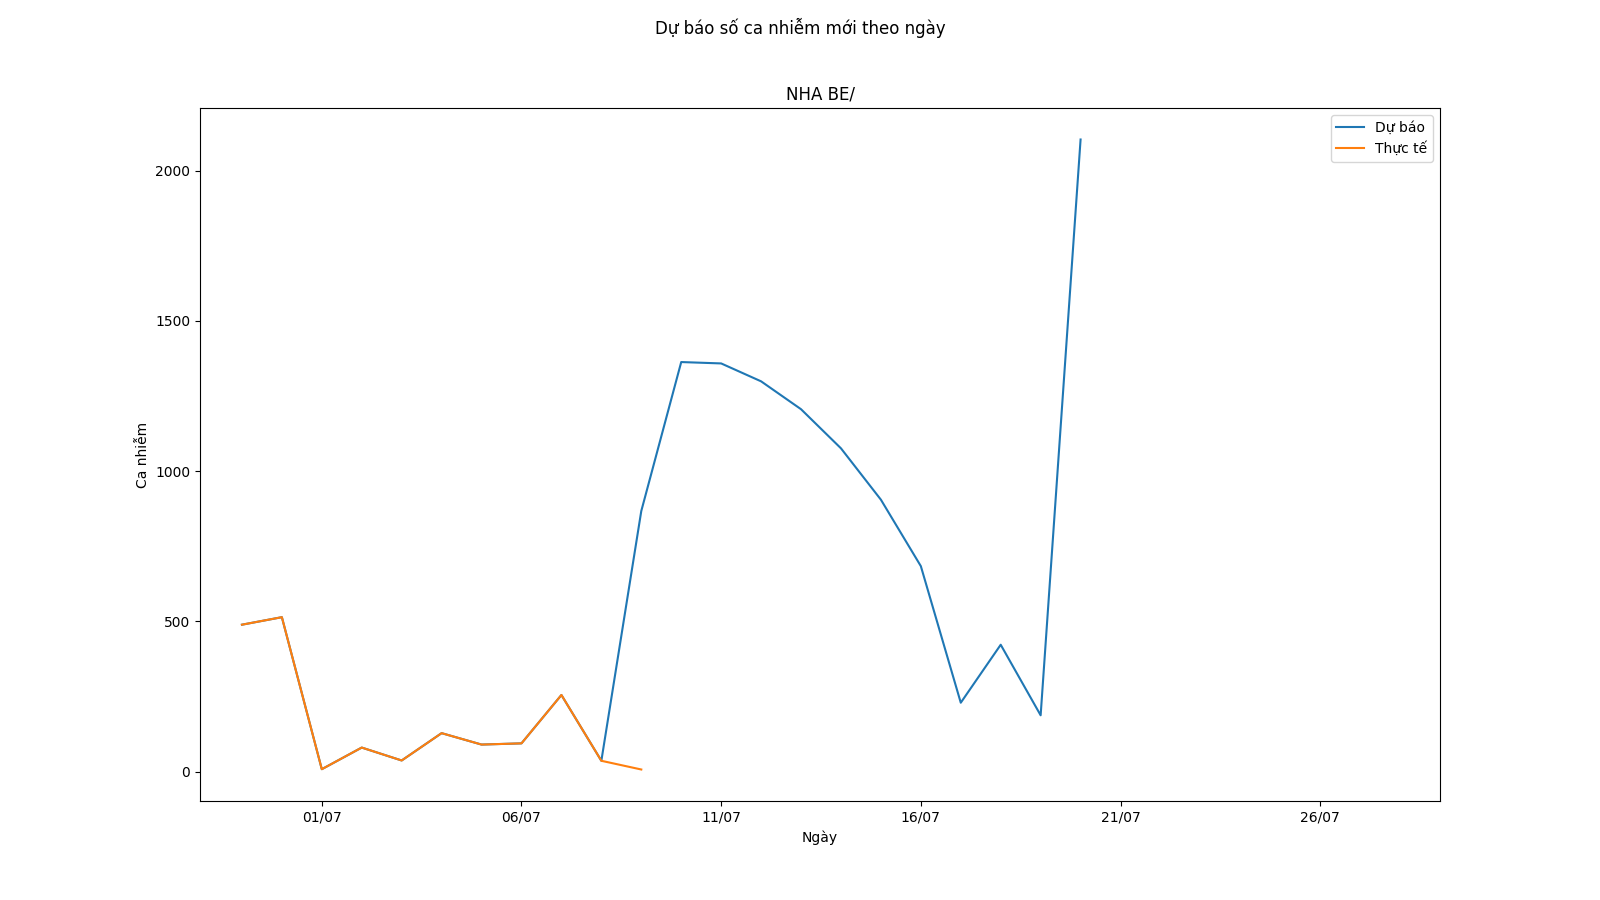 Dự báo số ca nhiễm mới theo ngày
NHA BE/
Dự báo
Thực tế
2000
1500
1000
500
0
Ca nhiễm
01/07
06/07
11/07
16/07
21/07
26/07
Ngày